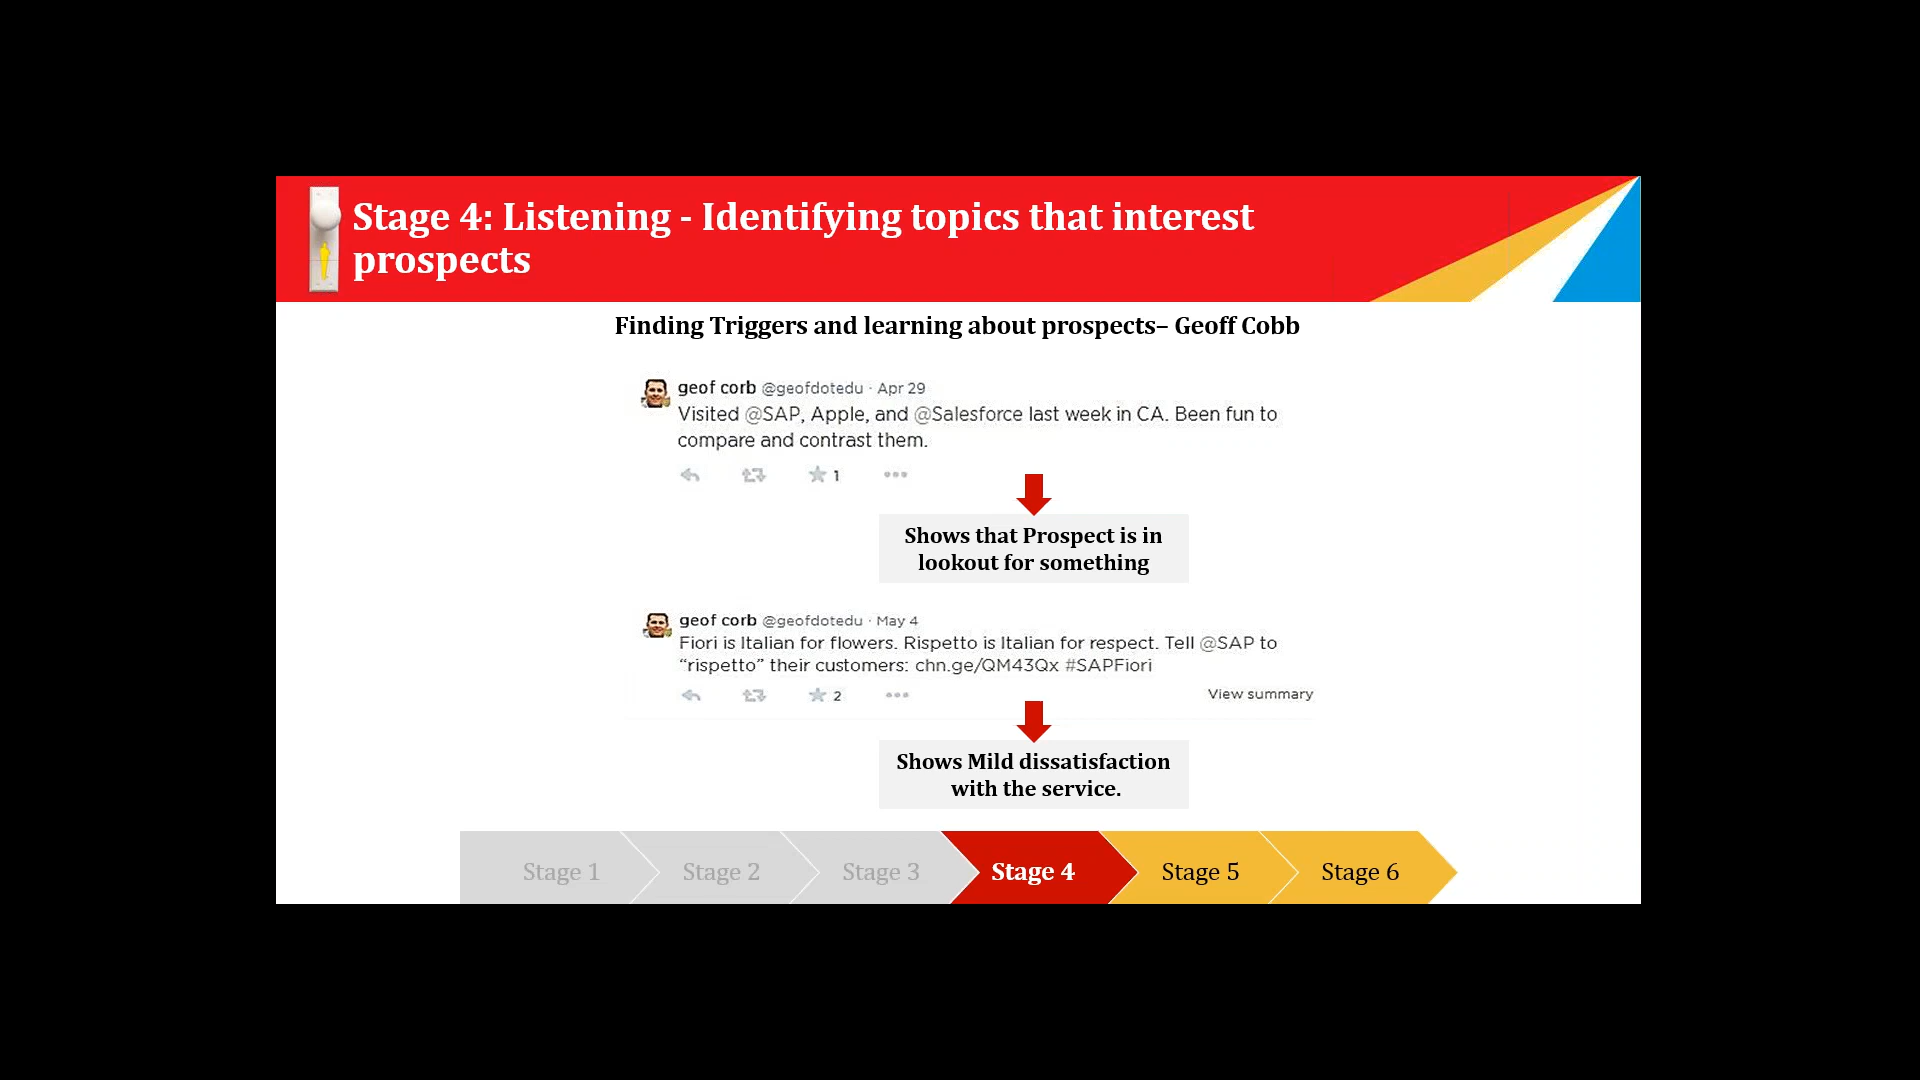 Stage 4: Listening - Identifying topics that interest
prospects
Finding Triggers and learning about prospects– Geoff Cobb
geof corb @geofdotedu · Apr 29
Visited @SAP, Apple, and @Salesforce last week in CA. Been fun to
compare and contrast them.
1
Shows that Prospect is in
lookout for something
geof corb @geofdotedu · May 4
Fiori is Italian for flowers. Rispetto is Italian for respect. Tell @SAP to
“rispetto” their customers: chn.ge/QM43Qx #SAPFiori
2
View summary
Shows Mild dissatisfaction
with the service.
Stage 1
Stage 2
Stage 3
Stage 4
Stage 5
Stage 6